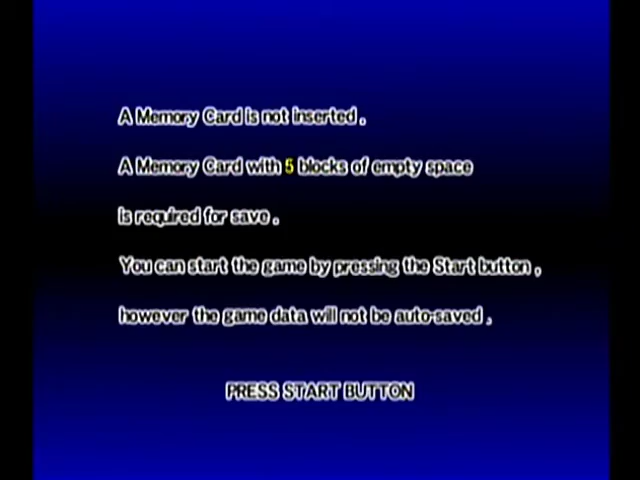 A Memory Card is not inserted .
A Memory Card with 5 blocks of empty space
is required for save .
You can start the game by pressing the Start button ,
however the game data will not be auto-saved .
PRESS START BUTTON